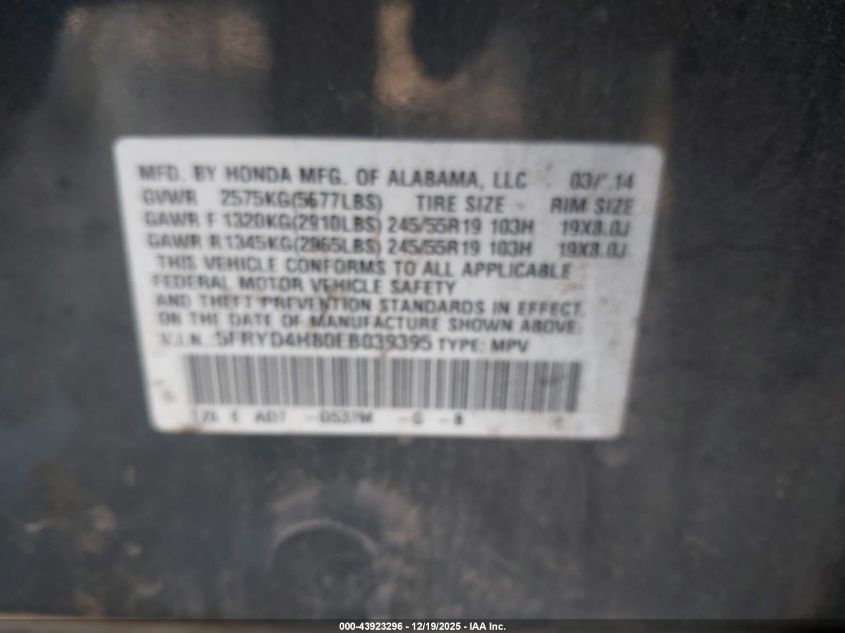 MFD. BY HONDA MFG. OF ALABAMA, LLC 03/ 14
GVWR 2575KG(5677LBS) TIRE SIZE RIM SIZE
GAWR F 1320KG(2910LBS) 245/55R19 103H 19X8.0J
GAWR R 1345KG(2965LBS) 245/55R19 103H 19X8.0J
THIS VEHICLE CONFORMS TO ALL APPLICABLE
FEDERAL MOTOR VEHICLE SAFETY
AND THEFT PREVENTION STANDARDS IN EFFECT
ON THE DATE OF MANUFACTURE SHOWN ABOVE.
V.I.N.: 5FRYD4H80EB039395 TYPE: MPV
E AD7 -G -B
000-43923296 - 12/19/2025 - IAA Inc.